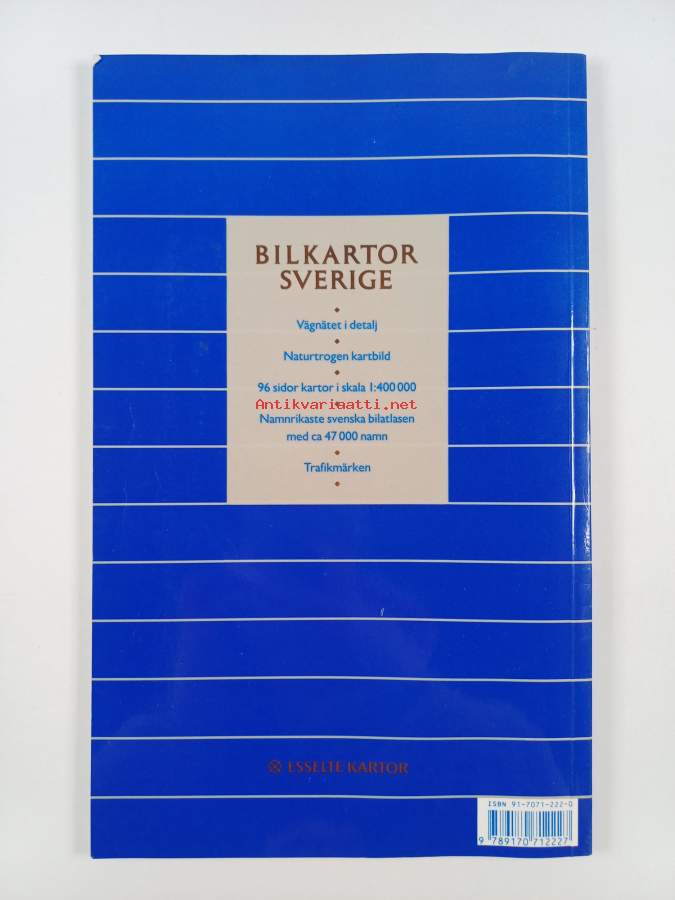 BILKARTOR
SVERIGE
Vägnätet i detalj
Naturtrogen kartbild
96 sidor kartor i skala 1:400 000
Antikvariaatti.net
Namnrikaste svenska bilatlasen
med ca 47 000 namn
Trafikmärken
ESSELTE KARTOR
ISBN 91-7071-222-0
9 789170 712227